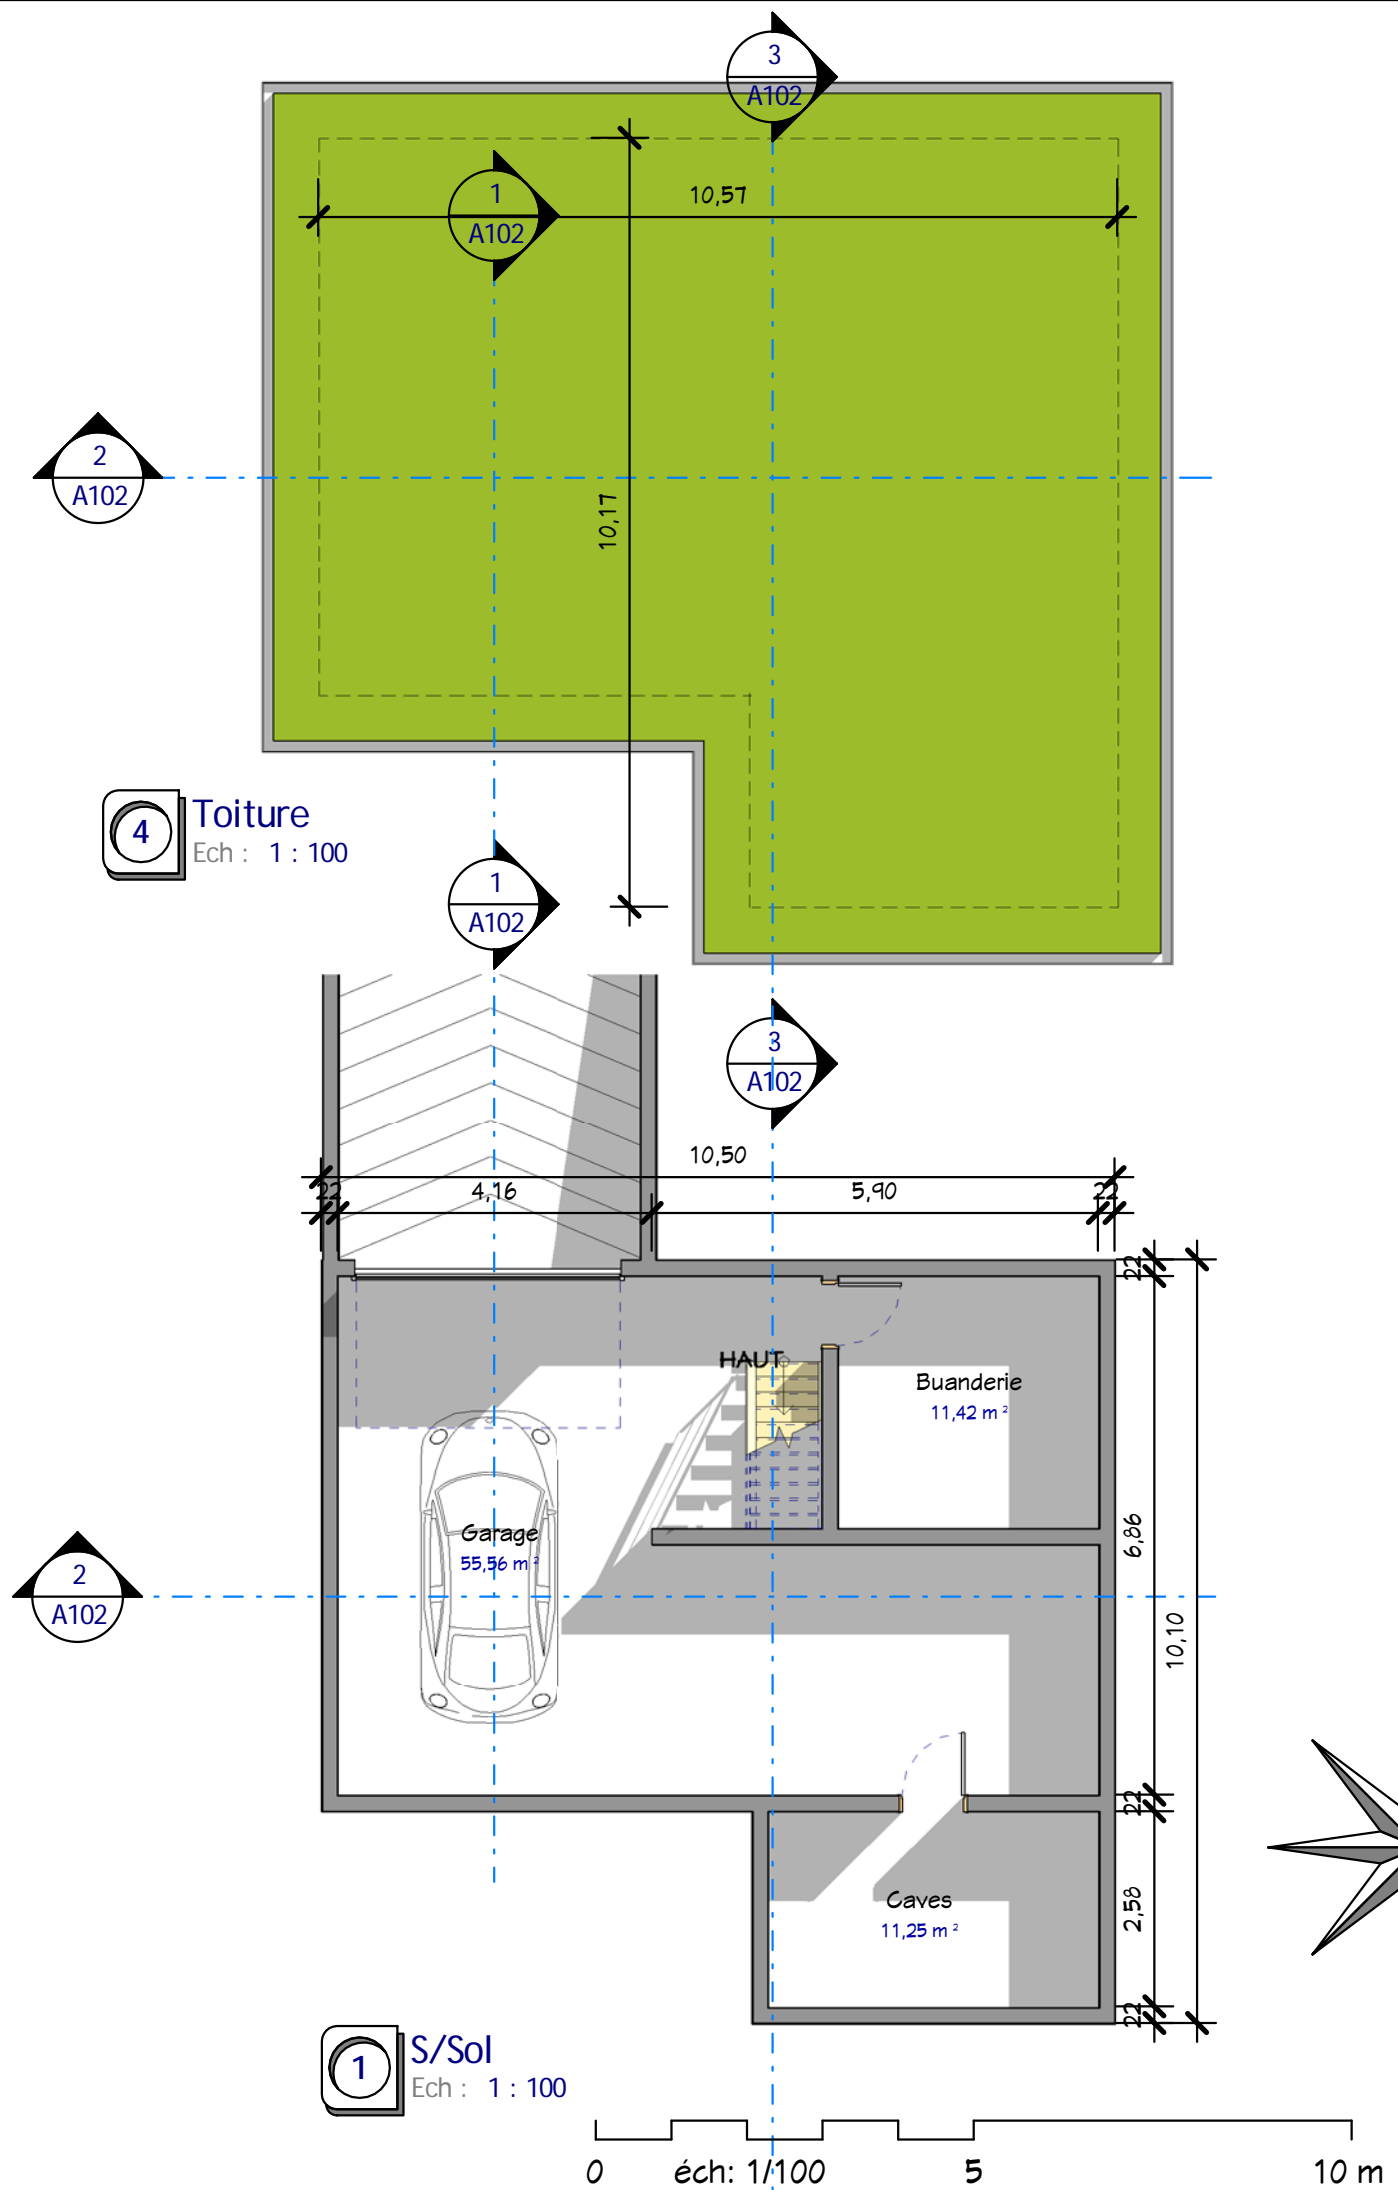 3
A102
1
A102
10,57
2
A102
10,17
4
Toiture
Ech : 1 : 100
1
A102
3
A102
10,50
22
4,16
5,90
22
22
HAUT
Buanderie
11,42 m²
Garage
55,56 m²
6,86
2
A102
10,10
22
Caves
11,25 m²
2,58
22
1
S/Sol
Ech : 1 : 100
0
éch: 1/100
5
10 m